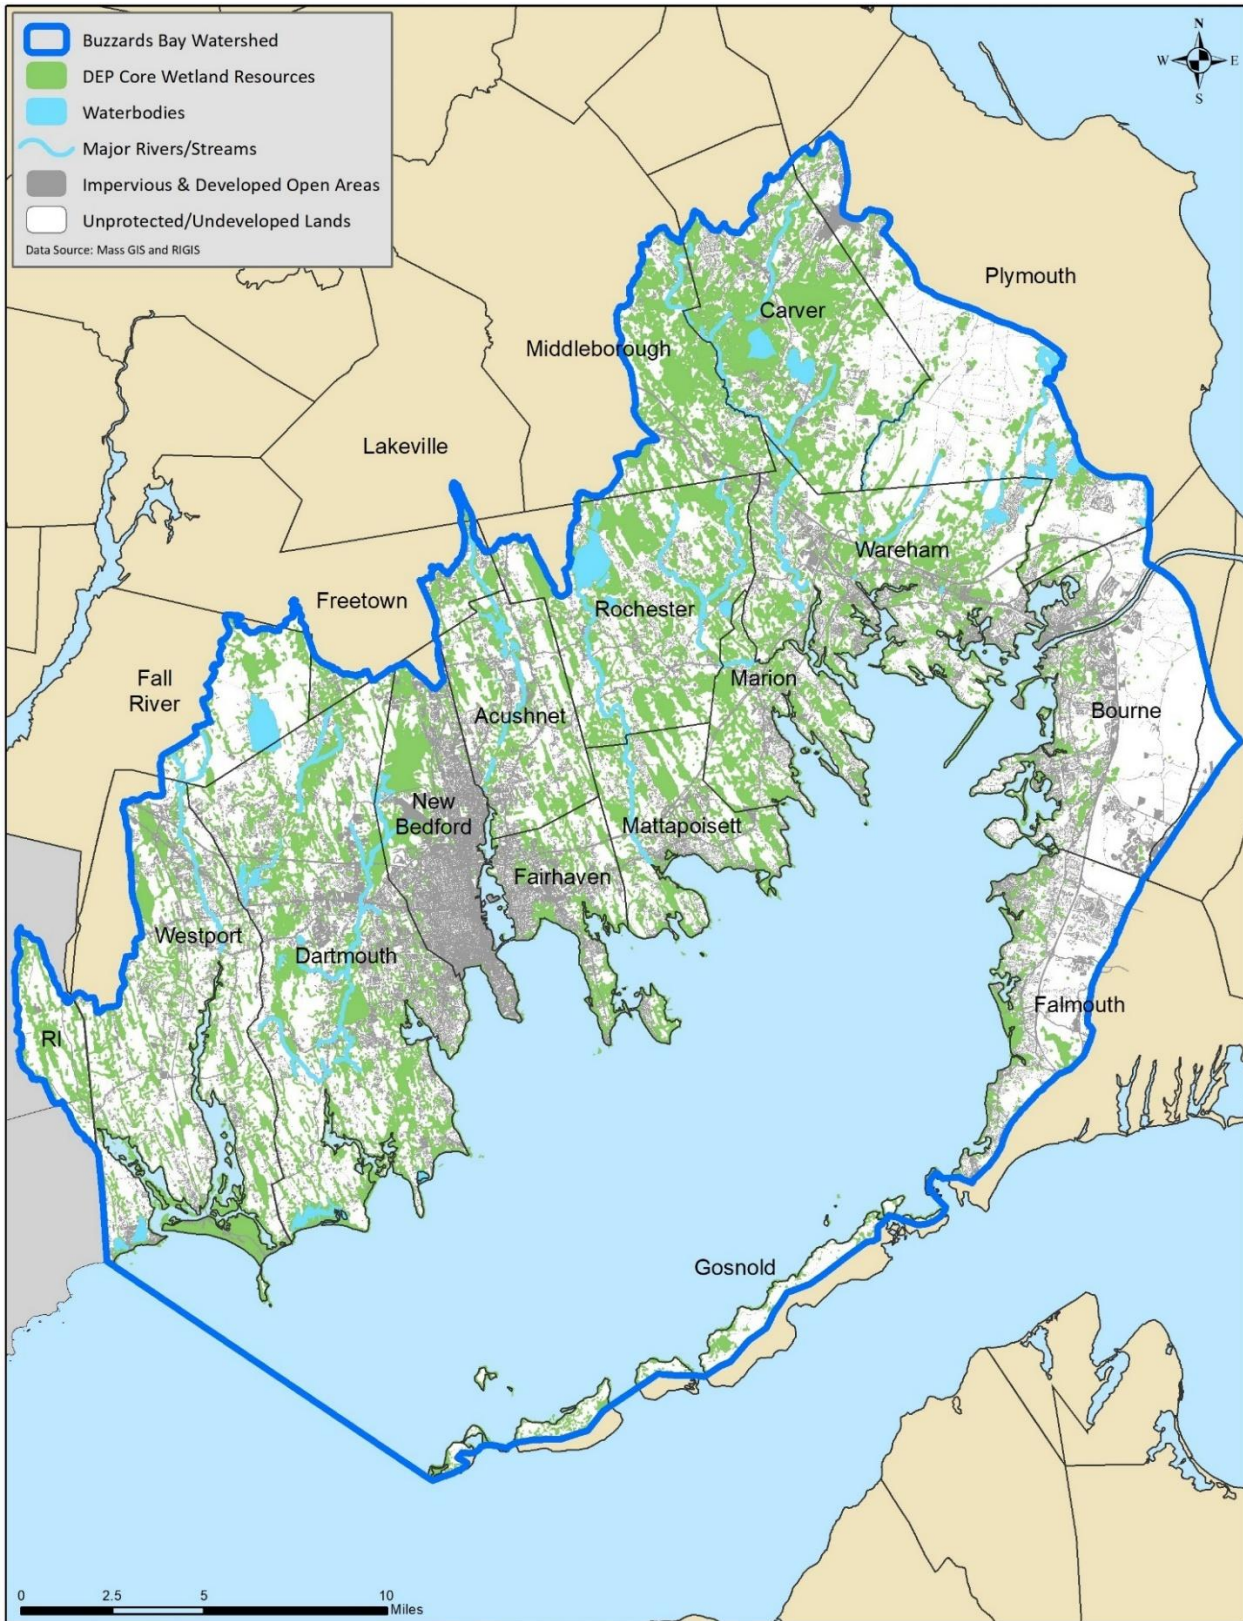 Buzzards Bay Watershed
DEP Core Wetland Resources
Waterbodies
Major Rivers/Streams
Impervious & Developed Open Areas
Unprotected/Undeveloped Lands
Data Source: Mass GIS and RIGIS
N
W E
S
Plymouth
Carver
Middleborough
Lakeville
Wareham
Freetown
Rochester
Fall
River
Marion
Acushnet
Bourne
New
Bedford
Mattapoisett
Fairhaven
Westport
Dartmouth
Falmouth
RI
Gosnold
0 2.5 5 10
Miles